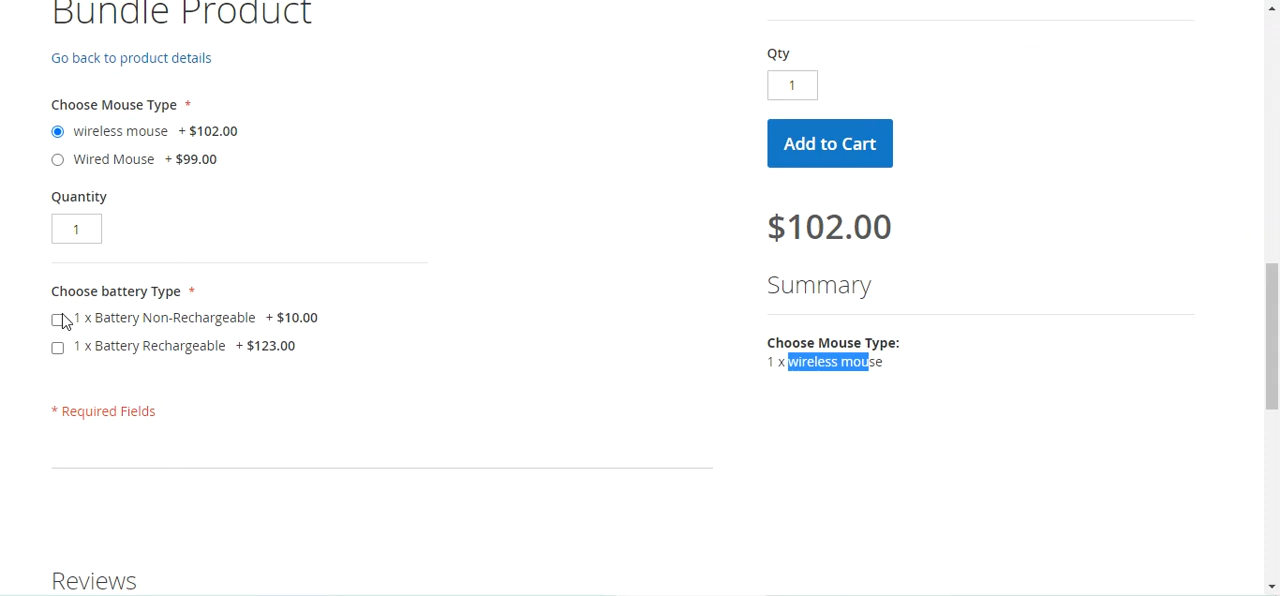 Bundle Product
Go back to product details
Choose Mouse Type *
wireless mouse + $102.00
Wired Mouse + $99.00
Quantity
1
Choose battery Type *
1 x Battery Non-Rechargeable + $10.00
1 x Battery Rechargeable + $123.00
* Required Fields
Reviews
Qty
1
Add to Cart
$102.00
Summary
Choose Mouse Type:
1 x wireless mouse